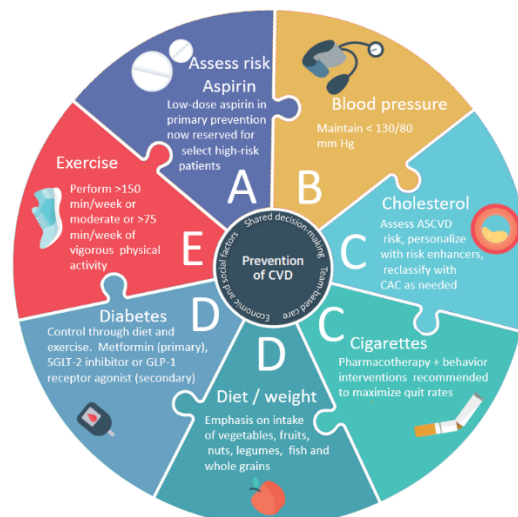 Assess risk
Aspirin
Low-dose aspirin in
primary prevention
now reserved for
select high-risk
patients
A
Blood pressure
Maintain < 130/80
mm Hg
B
Cholesterol
Assess ASCVD
risk, personalize
with risk enhancers,
reclassify with
CAC as needed
C
Cigarettes
Pharmacotherapy + behavior
interventions recommended
to maximize quit rates
C
Diet / weight
Emphasis on intake
of vegetables, fruits,
nuts, legumes, fish and
whole grains
D
Diabetes
Control through diet and
exercise. Metformin (primary),
SGLT-2 inhibitor or GLP-1
receptor agonist (secondary)
D
Exercise
Perform >150
min/week or
moderate or >75
min/week of
vigorous physical
activity
E
Shared decision-making
Team-based care
Economic and social factors
Prevention
of CVD